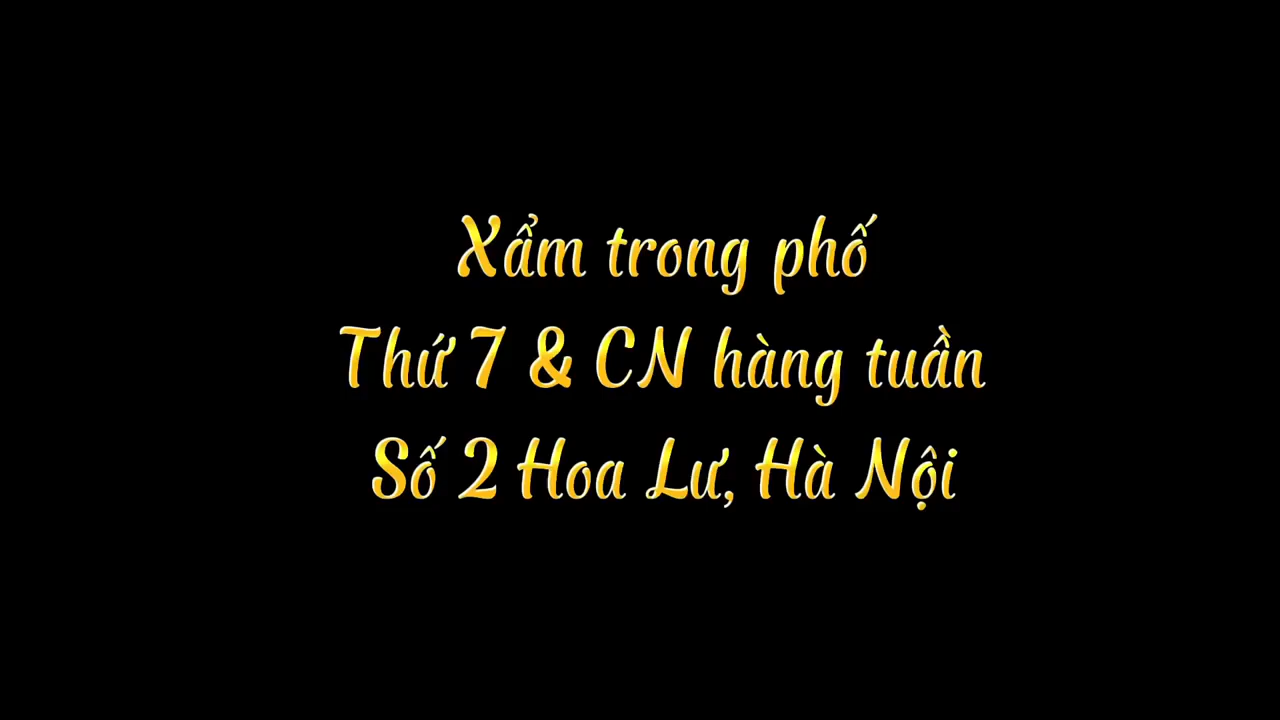 Xẩm trong phố
Thứ 7 & CN hàng tuần
Số 2 Hoa Lư, Hà Nội